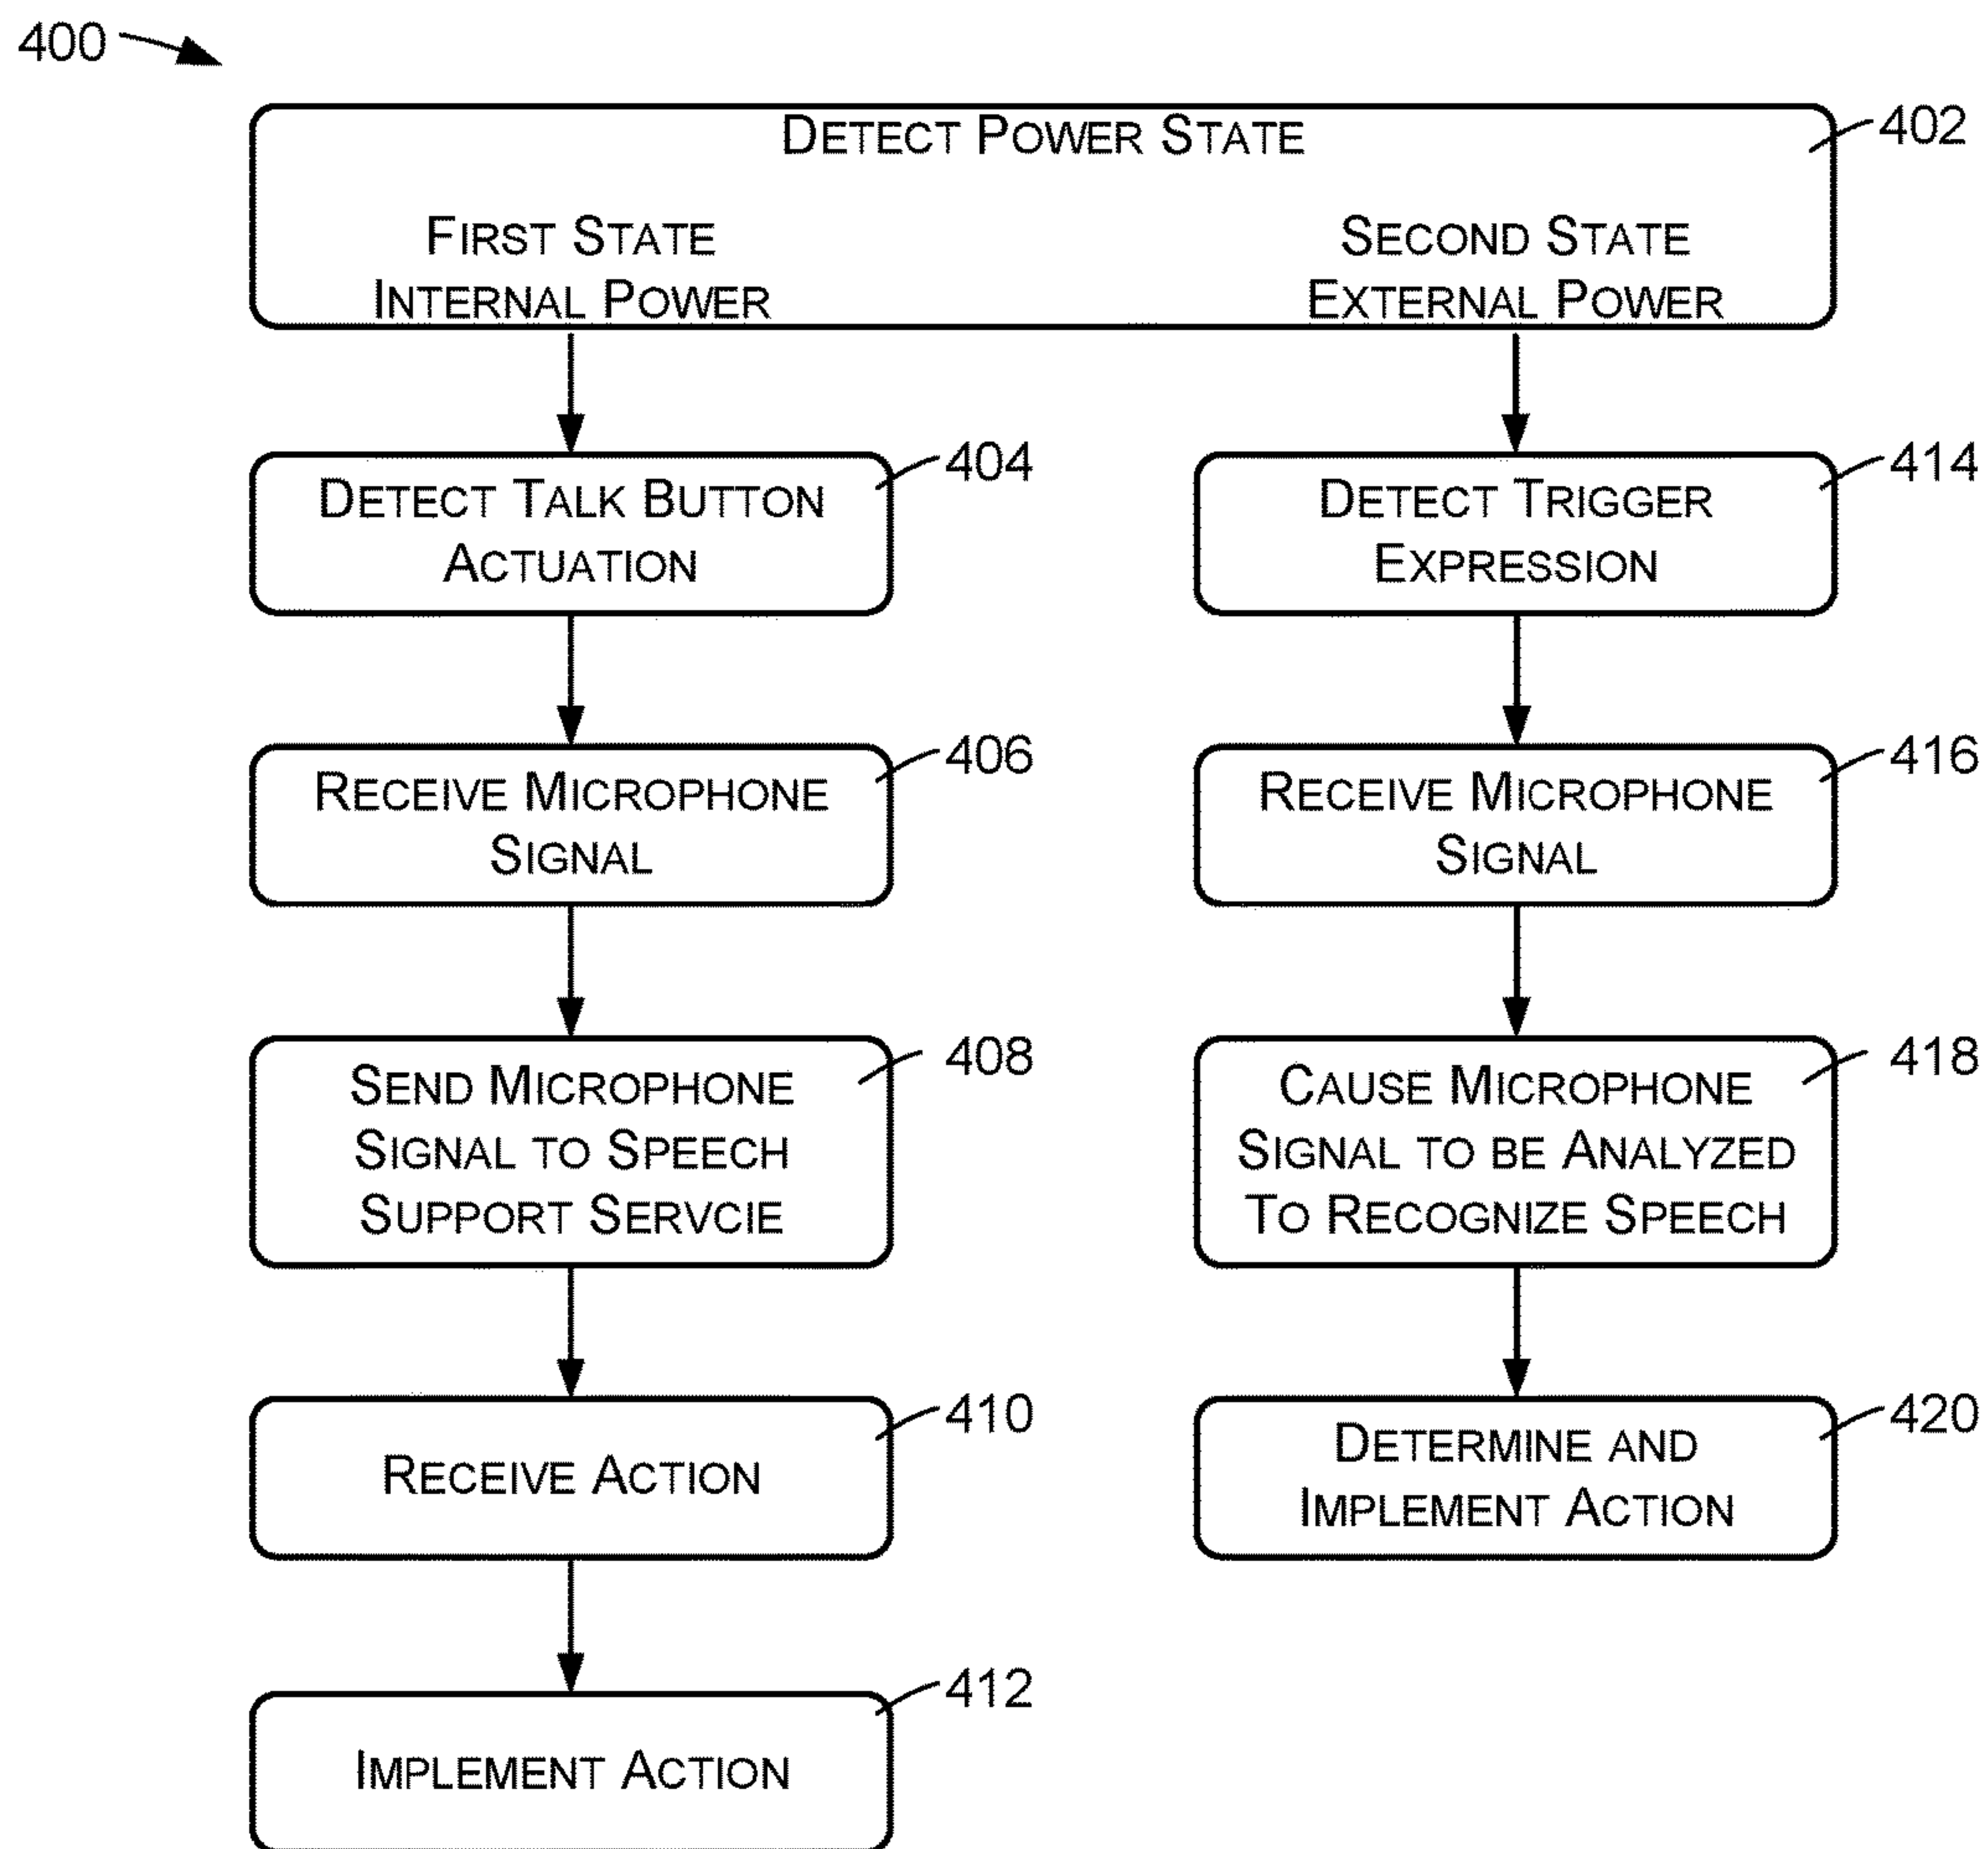 400
DETECT POWER STATE
402
FIRST STATE
INTERNAL POWER
SECOND STATE
EXTERNAL POWER
DETECT TALK BUTTON
ACTUATION
404
RECEIVE MICROPHONE
SIGNAL
406
SEND MICROPHONE
SIGNAL TO SPEECH
SUPPORT SERVCIE
408
RECEIVE ACTION
410
IMPLEMENT ACTION
412
DETECT TRIGGER
EXPRESSION
414
RECEIVE MICROPHONE
SIGNAL
416
CAUSE MICROPHONE
SIGNAL TO BE ANALYZED
TO RECOGNIZE SPEECH
418
DETERMINE AND
IMPLEMENT ACTION
420